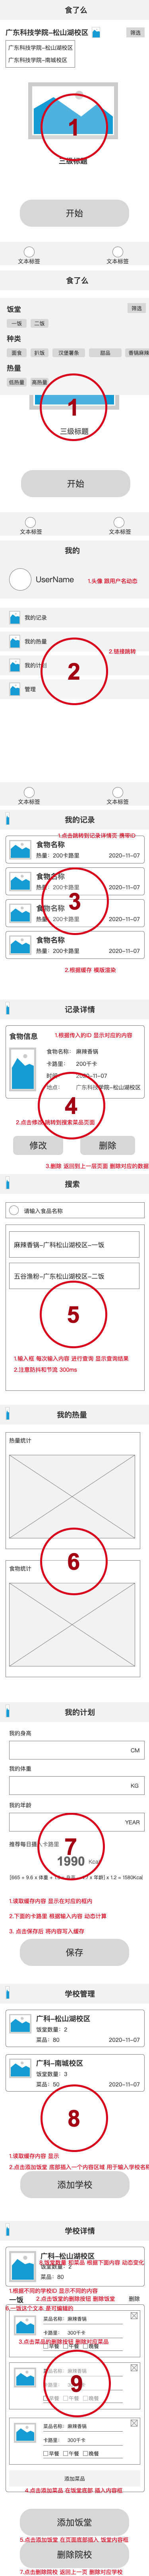 食了么
广东科技学院-松山湖校区
筛选
广东科技学院-松山湖校区
广东科技学院-南城校区
1
三级标题
开始
文本标签
文本标签
食了么
饭堂
筛选
一饭
二饭
种类
面食
扒饭
汉堡薯条
甜品
香锅麻辣
热量
低热量
高热量
1
三级标题
开始
文本标签
文本标签
我的
UserName
1.头像 跟用户名动态
我的记录
我的热量
2.链接跳转
我的计划
2
管理
文本标签
文本标签
我的记录
1.点击跳转到记录详情页 携带ID
食物名称
热量：200卡路里
2020-11-07
食物名称
热量：200卡路里
2020-11-07
3
食物名称
热量：200卡路里
2020-11-07
食物名称
热量：200卡路里
2020-11-07
2.根据缓存 模版渲染
记录详情
食物信息
1.根据传入的ID 显示对应的内容
食物名称：
麻辣香锅
卡路里：
200千卡
时间：
2020-11-07
地点：
广东科技学院-松山湖校区
4
2.点击修改 跳转到搜索菜品页面
修改
删除
3.删除 返回到上一层页面 删除对应的数据
搜索
请输入食品名称
麻辣香锅-广科松山湖校区-一饭
五谷渔粉-广东松山湖校区-二饭
5
1.输入框 每次输入内容 进行查询 显示查询结果
2.注意防抖和节流 300ms
我的热量
热量统计
6
食物统计
我的计划
我的身高
CM
我的体重
KG
我的年龄
YEAR
推荐每日摄入卡路里
7
1990 Kcal
1.读取缓存内容 显示在对应的框内
2.下面的卡路里 根据输入内容 动态计算
3. 点击保存后 将内容写入缓存
保存
学校管理
广科-松山湖校区
饭堂数量：2
菜品：80
2020-11-07
广科-南城校区
饭堂数量：3
菜品：50
2020-11-07
8
1.读取缓存内容 显示
2.点击添加饭堂 底部插入一个内容区域 用于输入学校名称
添加学校
学校详情
广科-松山湖校区
8.饭堂数量 和菜品 根据下面内容 动态变化
菜品：80
1.根据不同的学校ID 显示不同的内容
一饭
2.点击饭堂的删除按钮 删除饭堂
删除
6.一饭这个文本 是可编辑的
菜品名称：
麻辣香锅
卡路里：
300千卡
3.点击菜品的删除按钮 删除对应菜品
早餐
午餐
晚餐
菜品名称：
麻辣香锅
卡路里：
300千卡
9
早餐
午餐
晚餐
菜品名称：
麻辣香锅
卡路里：
300千卡
早餐
午餐
晚餐
添加菜品
4.点击添加菜品 在饭堂底部 插入内容框
添加饭堂
5.点击添加饭堂 在页面底部插入 饭堂内容框
删除院校
7.点击删除院校 返回上一页 删除对应学校